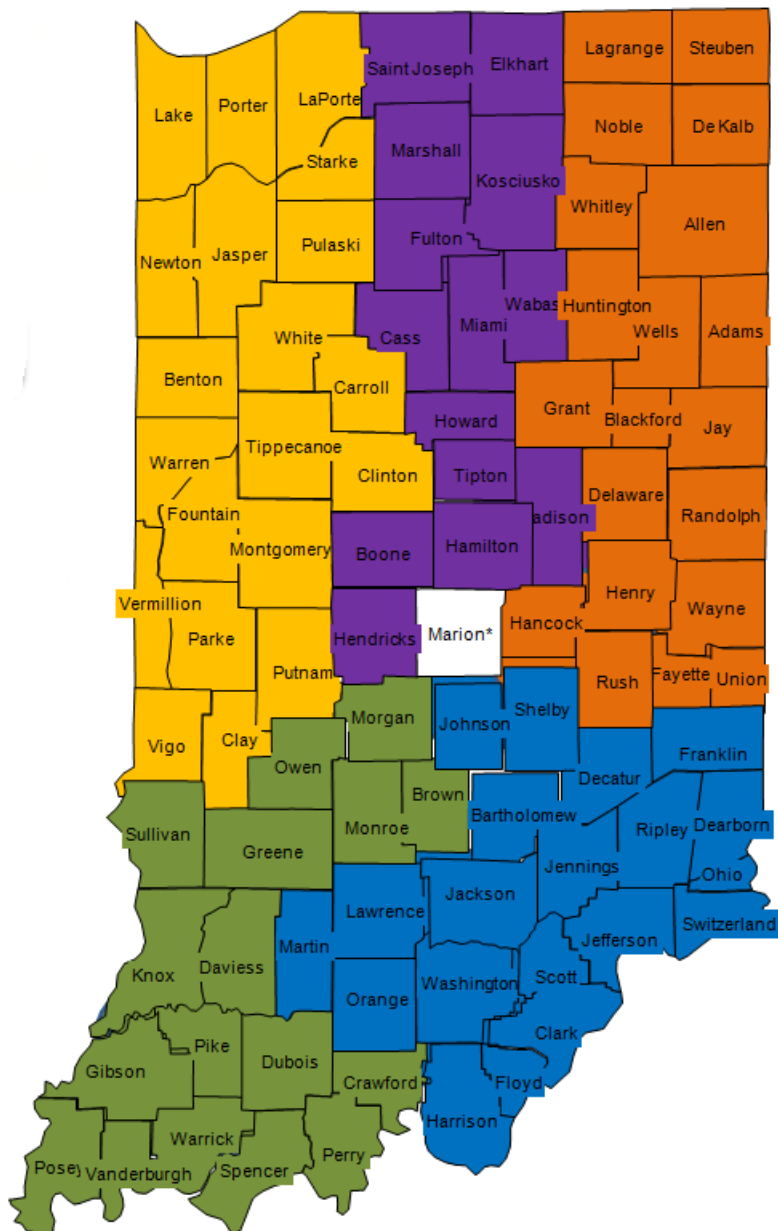 Lagrange
Steuben
Elkhart
Saint Joseph
LaPorte
Porter
Lake
Noble
De Kalb
Marshall
Starke
Kosciusko
Whitley
Allen
Fulton
Pulaski
Jasper
Newton
Wabas
Huntington
Miami
Wells
Adams
White
Cass
Benton
Carroll
Grant
Blackford
Jay
Howard
Tippecanoe
Warren
Clinton
Tipton
Delaware
Fountain
adison
Randolph
Montgomery
Boone
Hamilton
Henry
Vermillion
Wayne
Parke
Hendricks
Marion*
Hancock
Putnam
Fayette
Union
Rush
Morgan
Johnson
Shelby
Vigo
Clay
Franklin
Owen
Decatur
Brown
Bartholomew
Sullivan
Monroe
Ripley
Dearborn
Greene
Jennings
Ohio
Jackson
Lawrence
Switzerland
Martin
Jefferson
Knox
Daviess
Washington
Scott
Orange
Clark
Pike
Dubois
Gibson
Crawford
Floyd
Harrison
Warrick
Perry
Posey
Vanderburgh
Spencer